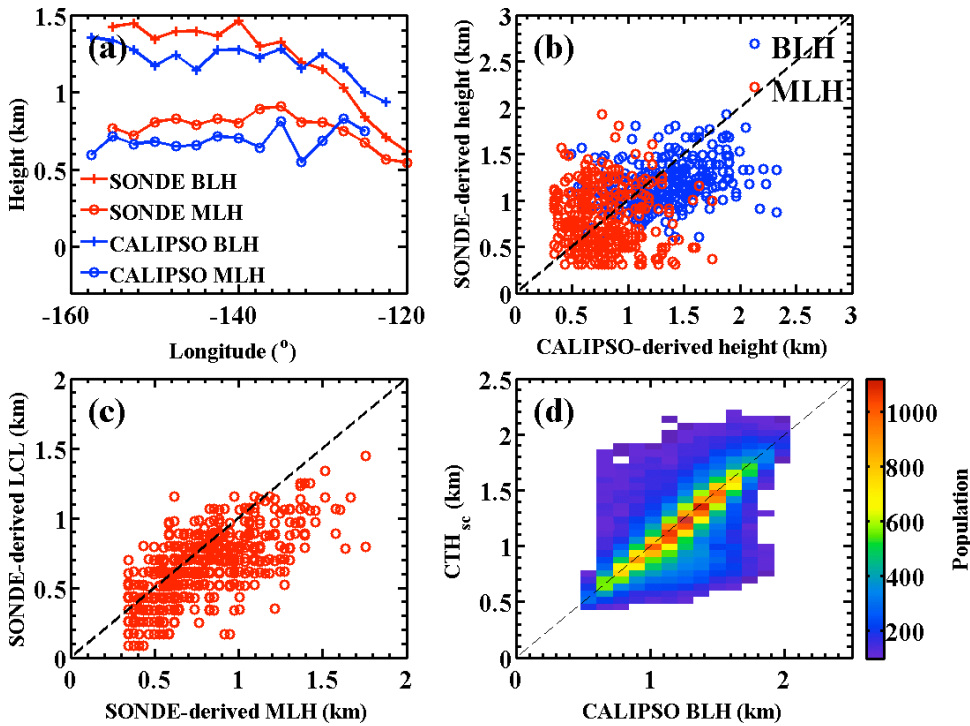 1.5
1
0.5
0
Height (km)
(a)
SONDE BLH
SONDE MLH
CALIPSO BLH
CALIPSO MLH
-160
-140
-120
Longitude (°)
3
2.5
2
1.5
1
0.5
0
SONDE-derived height (km)
(b)
BLH
MLH
0 0.5 1 1.5 2 2.5 3
CALIPSO-derived height (km)
2
1.5
1
0.5
0
SONDE-derived LCL (km)
(c)
0 0.5 1 1.5 2
SONDE-derived MLH (km)
2.5
2
1.5
1
0.5
0
CTH sc (km)
(d)
0 1 2
CALIPSO BLH (km)
1000
800
600
400
200
Population